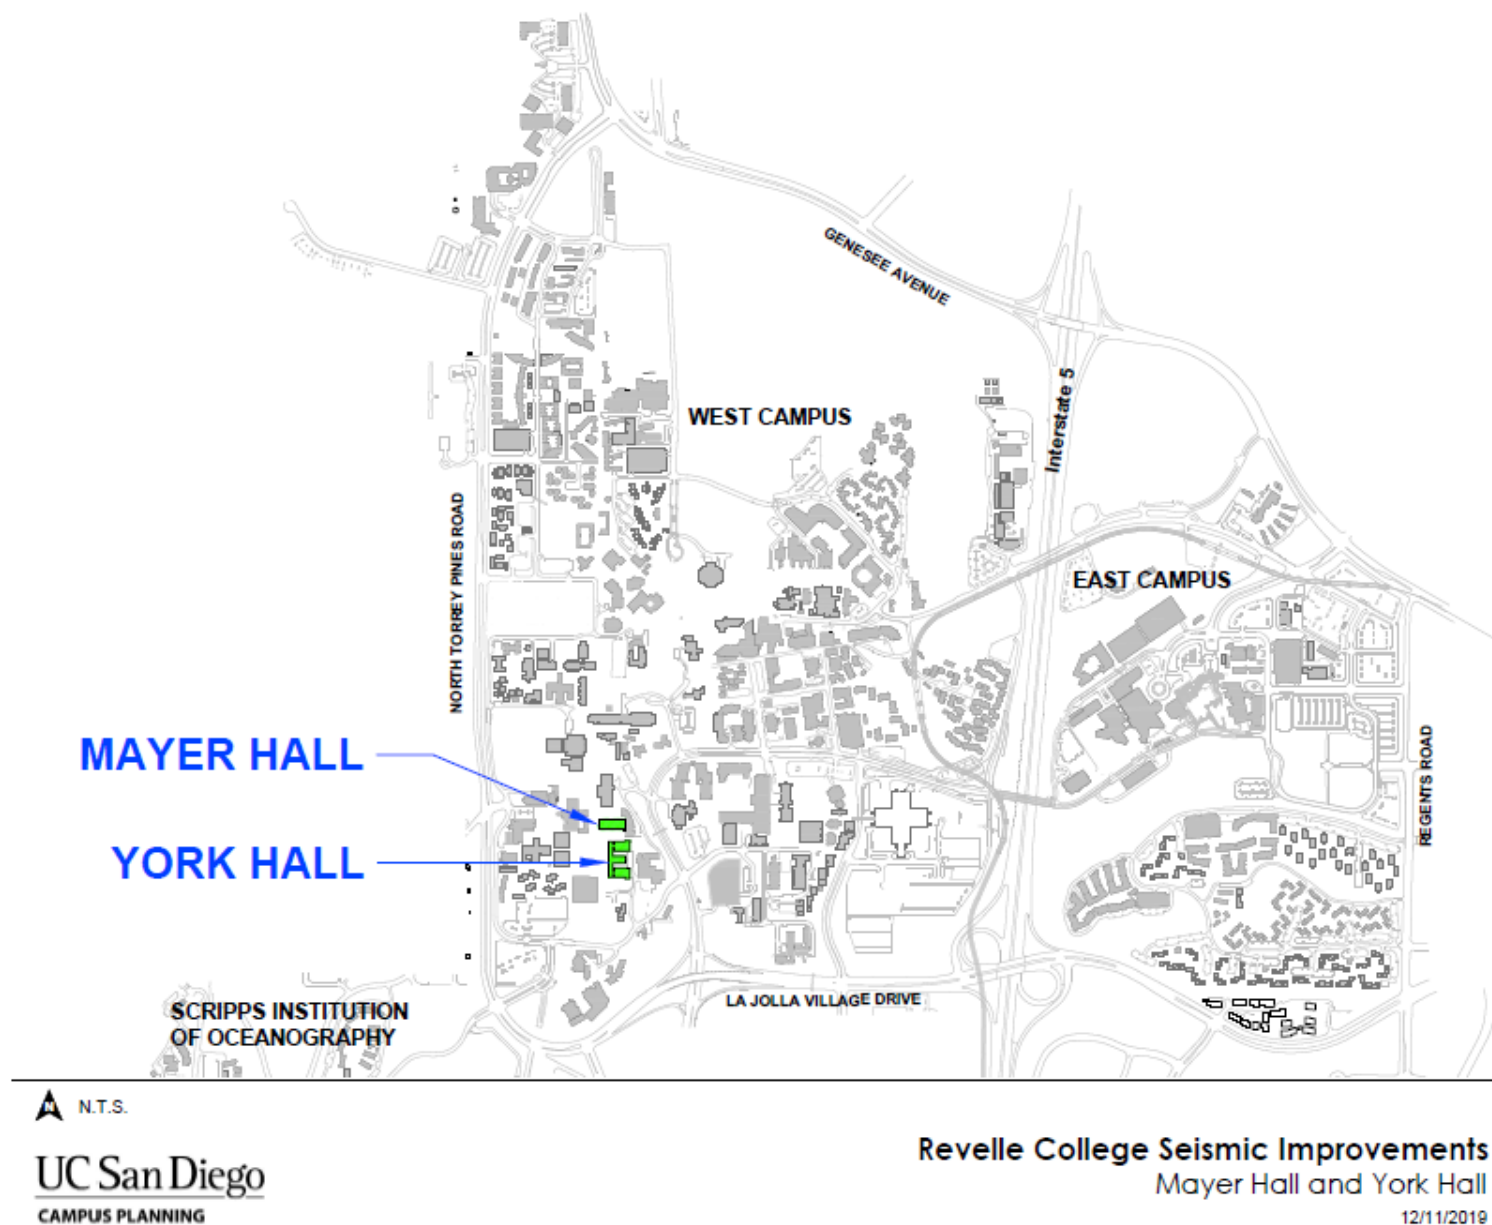 GENESEE AVENUE
Interstate 5
WEST CAMPUS
NORTH TORREY PINES ROAD
EAST CAMPUS
MAYER HALL
REGENTS ROAD
YORK HALL
LA JOLLA VILLAGE DRIVE
SCRIPPS INSTITUTION
OF OCEANOGRAPHY
N
N.T.S.
UC San Diego
CAMPUS PLANNING
Revelle College Seismic Improvements
Mayer Hall and York Hall
12/11/2019